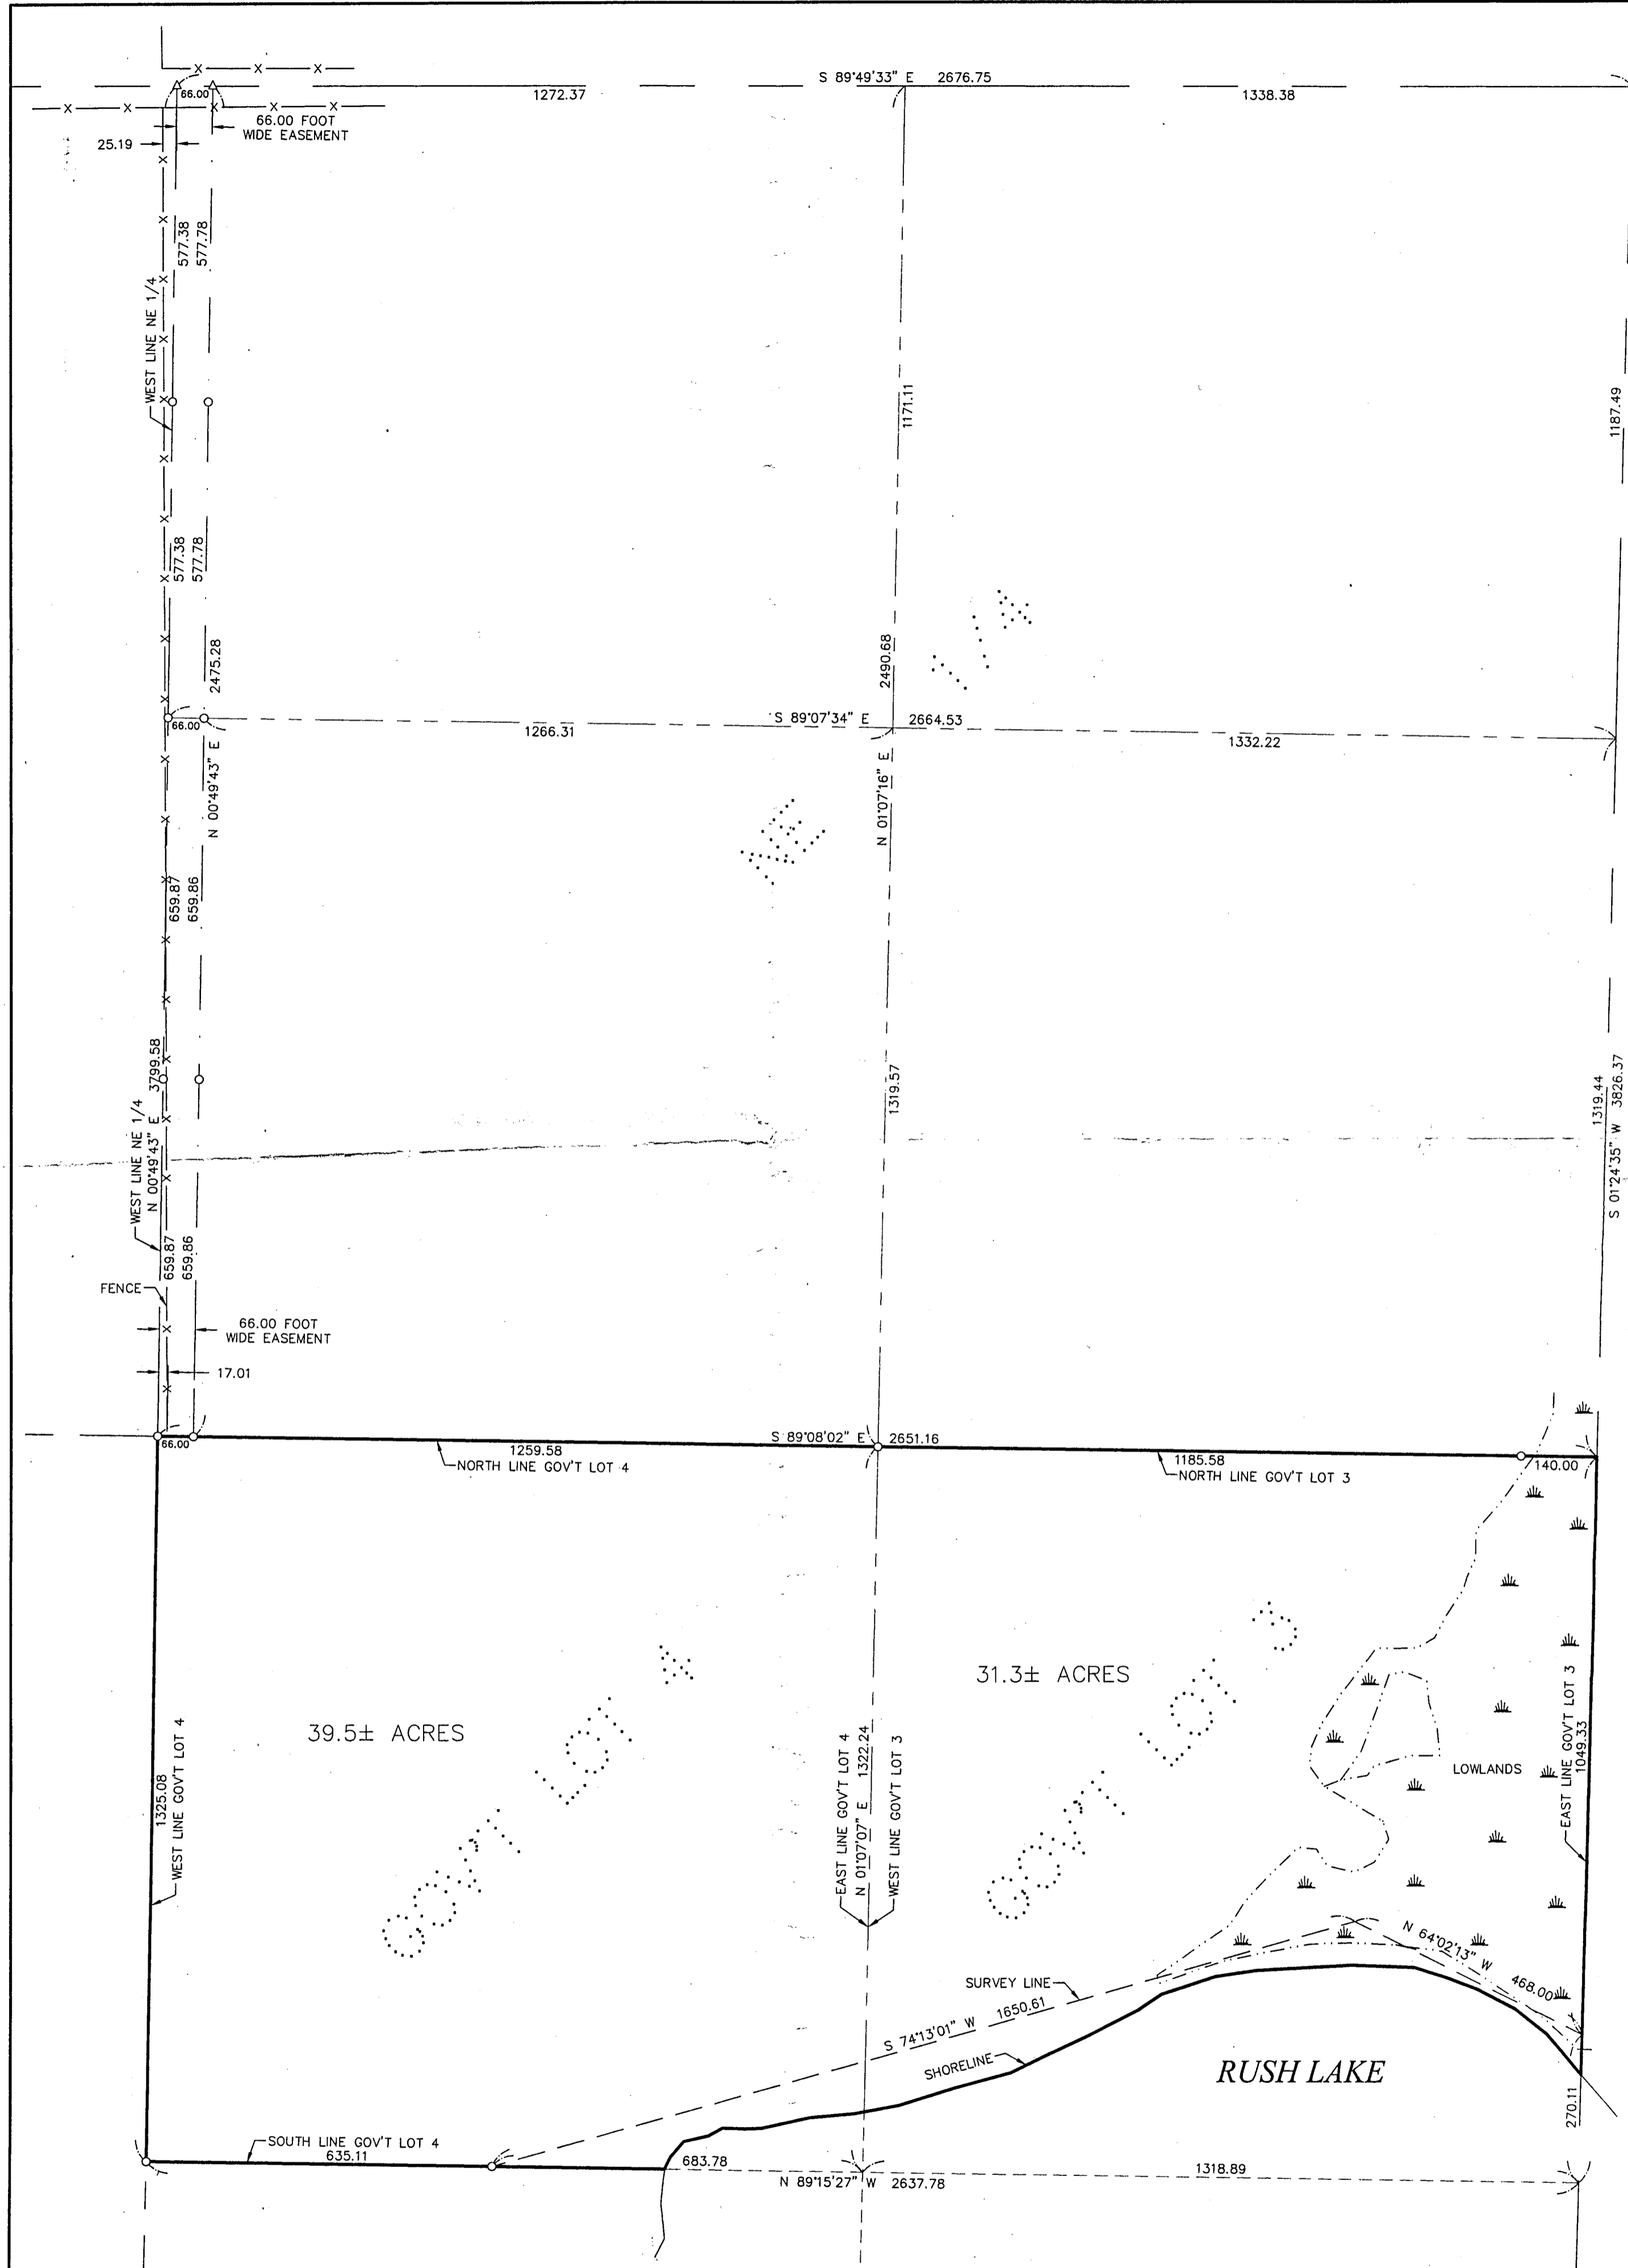 S 89°49'33" E 2676.75
66.00
1272.37
1338.38
66.00 FOOT
WIDE EASEMENT
25.19
577.38
577.78
WEST LINE NE 1/4
1171.11
1187.49
577.38
577.78
2475.28
2490.68
1/4
66.00
S 89°07'34" E 2664.53
1266.31
1332.22
N 00°49'43" E
N 01°07'16" E
NE
659.87
659.86
WEST LINE NE 1/4
N 00°49'43" E 3799.58
1319.57
1319.44
S 01°24'35" W 3826.37
659.87
659.86
FENCE
66.00 FOOT
WIDE EASEMENT
17.01
66.00
S 89°08'02" E 2651.16
1259.58
NORTH LINE GOV'T LOT 4
1185.58
NORTH LINE GOV'T LOT 3
140.00
31.3± ACRES
39.5± ACRES
GOV'T LOT 4
GOV'T LOT 3
1325.08
WEST LINE GOV'T LOT 4
EAST LINE GOV'T LOT 4
N 01°07'07" E 1322.24
WEST LINE GOV'T LOT 3
LOWLANDS
EAST LINE GOV'T LOT 3
1049.33
N 64°02'13" W 468.00
SURVEY LINE
S 74°13'01" W 1650.61
SHORELINE
RUSH LAKE
270.11
SOUTH LINE GOV'T LOT 4
635.11
683.78
1318.89
N 89°15'27" W 2637.78